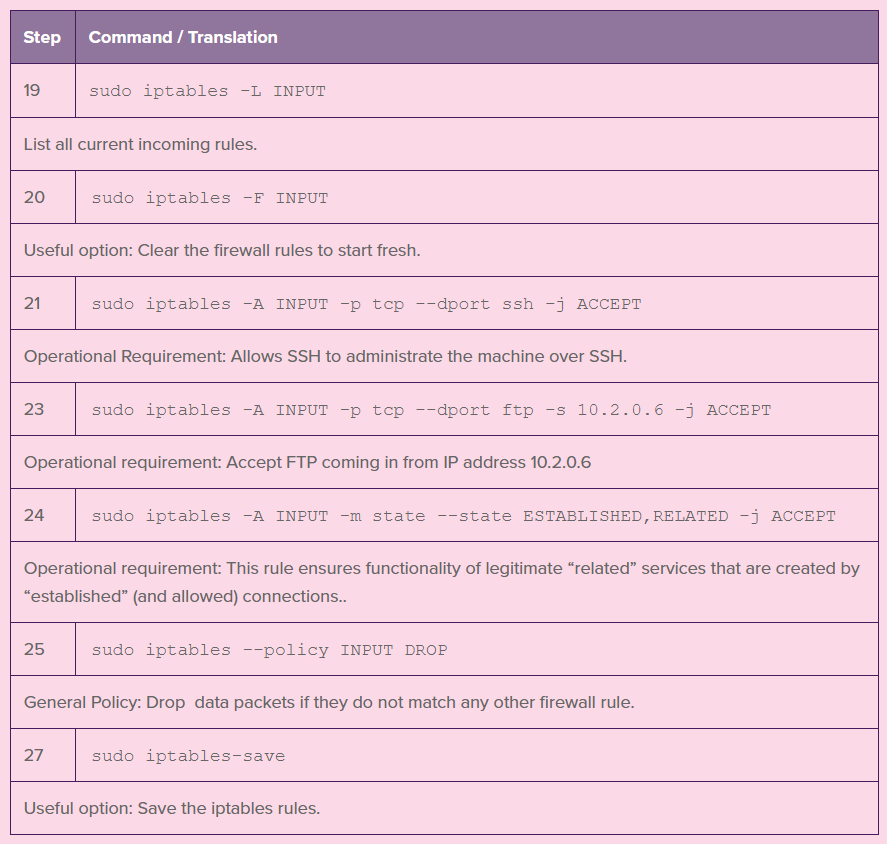 Step Command / Translation
19 sudo iptables -L INPUT
List all current incoming rules.
20 sudo iptables -F INPUT
Useful option: Clear the firewall rules to start fresh.
21 sudo iptables -A INPUT -p tcp --dport ssh -j ACCEPT
Operational Requirement: Allows SSH to administrate the machine over SSH.
23 sudo iptables -A INPUT -p tcp --dport ftp -s 10.2.0.6 -j ACCEPT
Operational requirement: Accept FTP coming in from IP address 10.2.0.6
24 sudo iptables -A INPUT -m state --state ESTABLISHED,RELATED -j ACCEPT
Operational requirement: This rule ensures functionality of legitimate “related” services that are created by
“established” (and allowed) connections..
25 sudo iptables --policy INPUT DROP
General Policy: Drop  data packets if they do not match any other firewall rule.
27 sudo iptables-save
Useful option: Save the iptables rules.